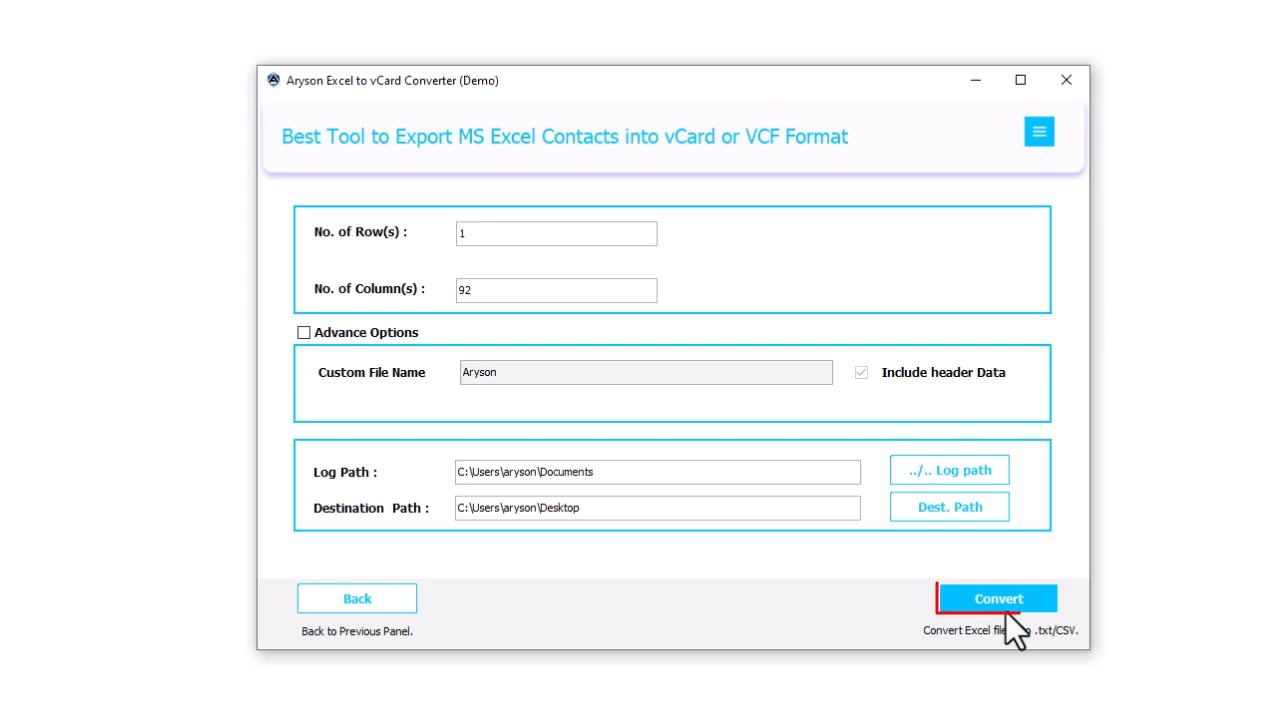 Aryson Excel to vCard Converter (Demo)
Best Tool to Export MS Excel Contacts into vCard or VCF Format
No. of Row(s) : 1
No. of Column(s) : 92
Advance Options
Custom File Name Aryson Include header Data
Log Path : C:\Users\aryson\Documents ../.. Log path
Destination Path : C:\Users\aryson\Desktop Dest. Path
Back Convert
Back to Previous Panel. Convert Excel .txt/CSV.